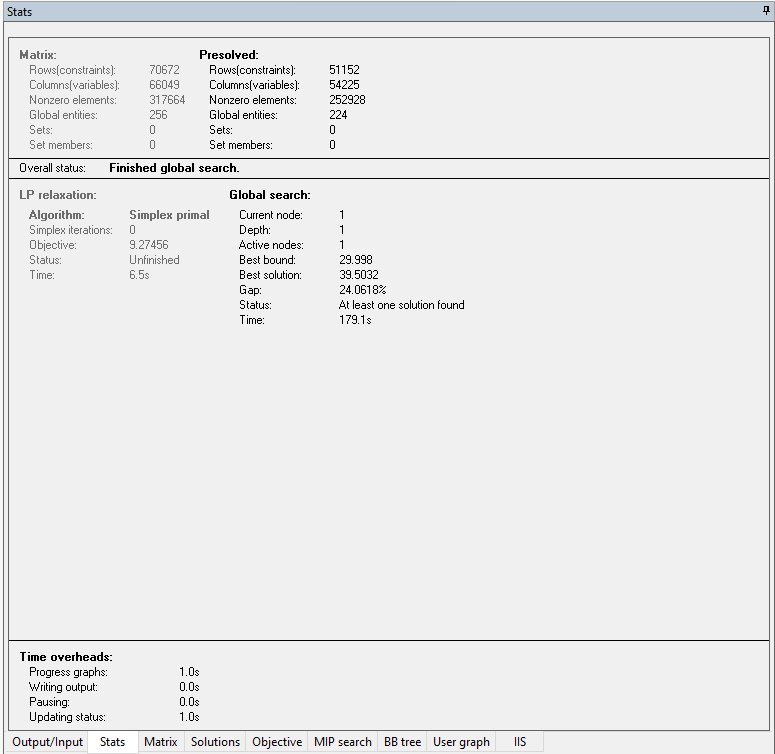 Stats
Matrix: Presolved:
Rows(constraints): 70672 Rows(constraints): 51152
Columns(variables): 66049 Columns(variables): 54225
Nonzero elements: 317664 Nonzero elements: 252928
Global entities: 256 Global entities: 224
Sets: 0 Sets: 0
Set members: 0 Set members: 0
Overall status: Finished global search.
LP relaxation: Global search:
Algorithm: Simplex primal Current node: 1
Simplex iterations: 0 Depth: 1
Objective: 9.27456 Active nodes: 1
Status: Unfinished Best bound: 29.998
Time: 6.5s Best solution: 39.5032
Gap: 24.0618%
Status: At least one solution found
Time: 179.1s
Time overheads:
Progress graphs: 1.0s
Writing output: 0.0s
Pausing: 0.0s
Updating status: 1.0s
Output/Input Stats Matrix Solutions Objective MIP search BB tree User graph IIS